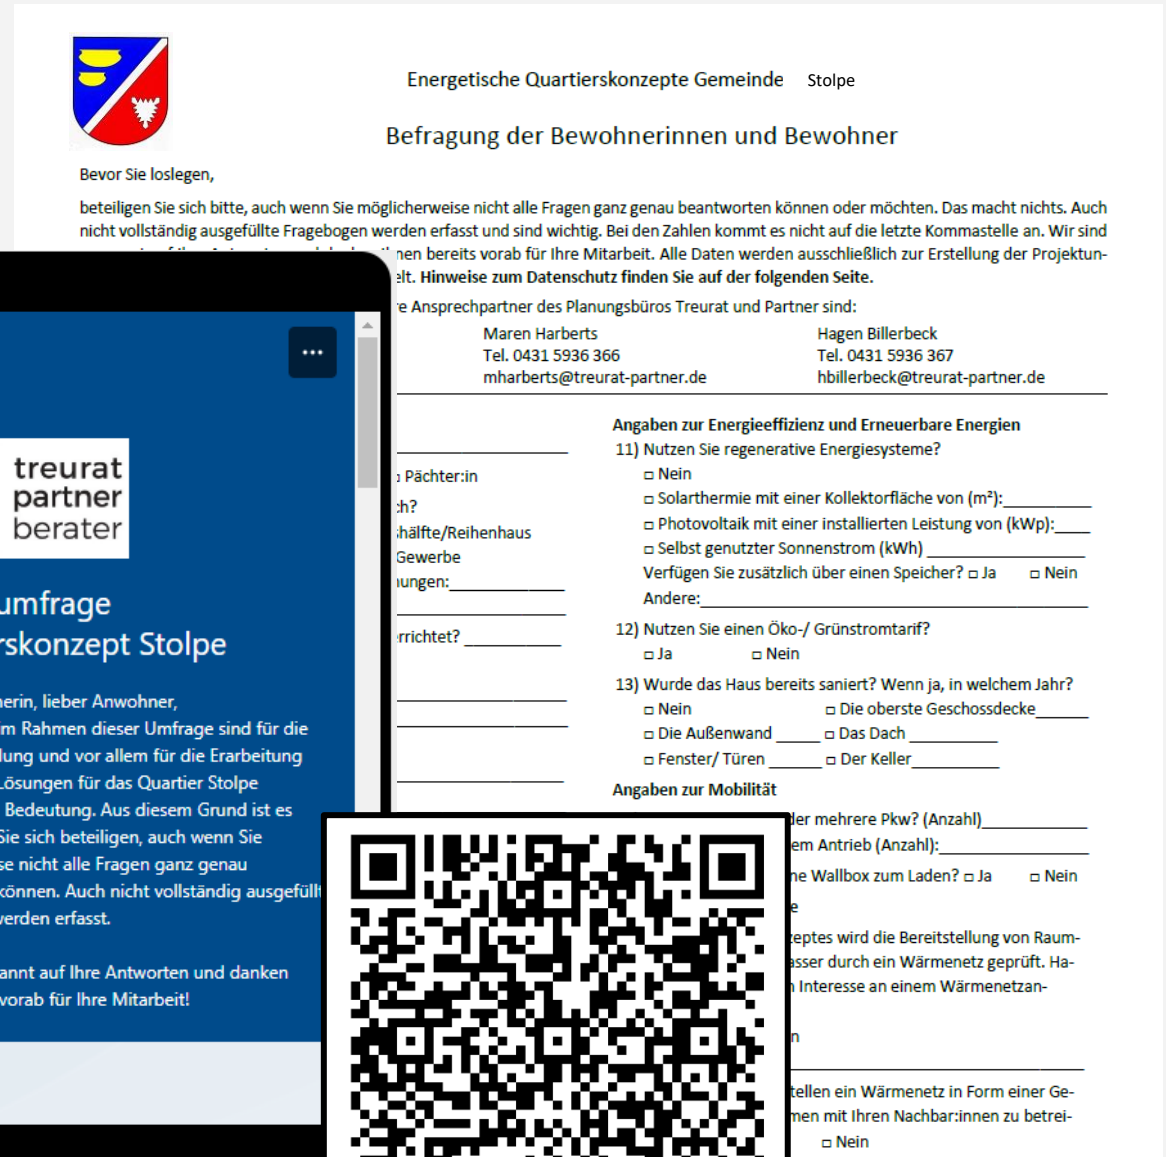 Energetische Quartierskonzepte Gemeinde Stolpe
Befragung der Bewohnerinnen und Bewohner
Bevor Sie loslegen,
beteiligen Sie sich bitte, auch wenn Sie möglicherweise nicht alle Fragen ganz genau beantworten können oder möchten. Das macht nichts. Auch
nicht vollständig ausgefüllte Fragebogen werden erfasst und sind wichtig. Bei den Zahlen kommt es nicht auf die letzte Kommastelle an. Wir sind
nen bereits vorab für Ihre Mitarbeit. Alle Daten werden ausschließlich zur Erstellung der Projektun-
elt. Hinweise zum Datenschutz finden Sie auf der folgenden Seite.
e Ansprechpartner des Planungsbüros Treurat und Partner sind:
Maren Harberts
Tel. 0431 5936 366
mharberts@treurat-partner.de
Hagen Billerbeck
Tel. 0431 5936 367
hbillerbeck@treurat-partner.de
□ Pächter:in
ch?
shälfte/Reihenhaus
Gewerbe
nungen:
errichtet?
Angaben zur Energieeffizienz und Erneuerbare Energien
11) Nutzen Sie regenerative Energiesysteme?
□ Nein
□ Solarthermie mit einer Kollektorfläche von (m²):
□ Photovoltaik mit einer installierten Leistung von (kWp):
□ Selbst genutzter Sonnenstrom (kWh)
Verfügen Sie zusätzlich über einen Speicher? □ Ja □ Nein
Andere:
12) Nutzen Sie einen Öko-/ Grünstromtarif?
□ Ja □ Nein
13) Wurde das Haus bereits saniert? Wenn ja, in welchem Jahr?
□ Nein □ Die oberste Geschossdecke
□ Die Außenwand □ Das Dach
□ Fenster/ Türen □ Der Keller
Angaben zur Mobilität
der mehrere Pkw? (Anzahl)
em Antrieb (Anzahl):
ne Wallbox zum Laden? □ Ja □ Nein
e
zeptes wird die Bereitstellung von Raum-
asser durch ein Wärmenetz geprüft. Ha-
n Interesse an einem Wärmenetzan-
n
tellen ein Wärmenetz in Form einer Ge-
men mit Ihren Nachbar:innen zu betrei-
□ Nein
...
treurat
partner
berater
umfrage
rskonzept Stolpe
nerin, lieber Anwohner,
im Rahmen dieser Umfrage sind für die
lung und vor allem für die Erarbeitung
Lösungen für das Quartier Stolpe
Bedeutung. Aus diesem Grund ist es
Sie sich beteiligen, auch wenn Sie
se nicht alle Fragen ganz genau
können. Auch nicht vollständig ausgefüllt
werden erfasst.
annt auf Ihre Antworten und danken
vorab für Ihre Mitarbeit!